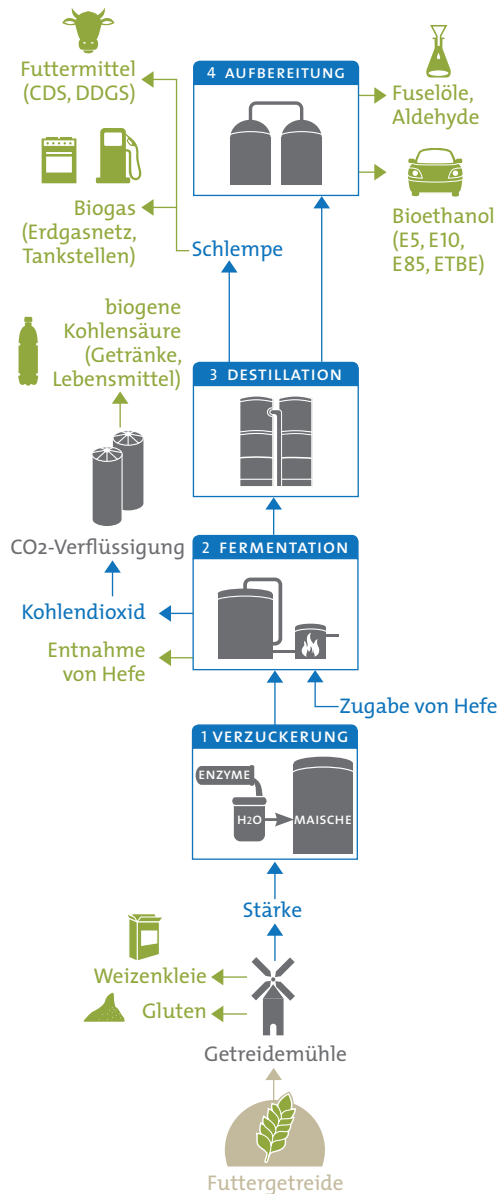 4 AUFBEREITUNG
Futtermittel
(CDS, DDGS)
Fuselöle,
Aldehyde
Biogas
(Erdgasnetz,
Tankstellen)
Bioethanol
(E5, E10,
E85, ETBE)
Schlempe
biogene
Kohlensäure
(Getränke,
Lebensmittel)
3 DESTILLATION
CO2-Verflüssigung
2 FERMENTATION
Kohlendioxid
Entnahme
von Hefe
Zugabe von Hefe
1 VERZUCKERUNG
ENZYME
H2O
MAISCHE
Stärke
Weizenkleie
Gluten
Getreidemühle
Futtergetreide